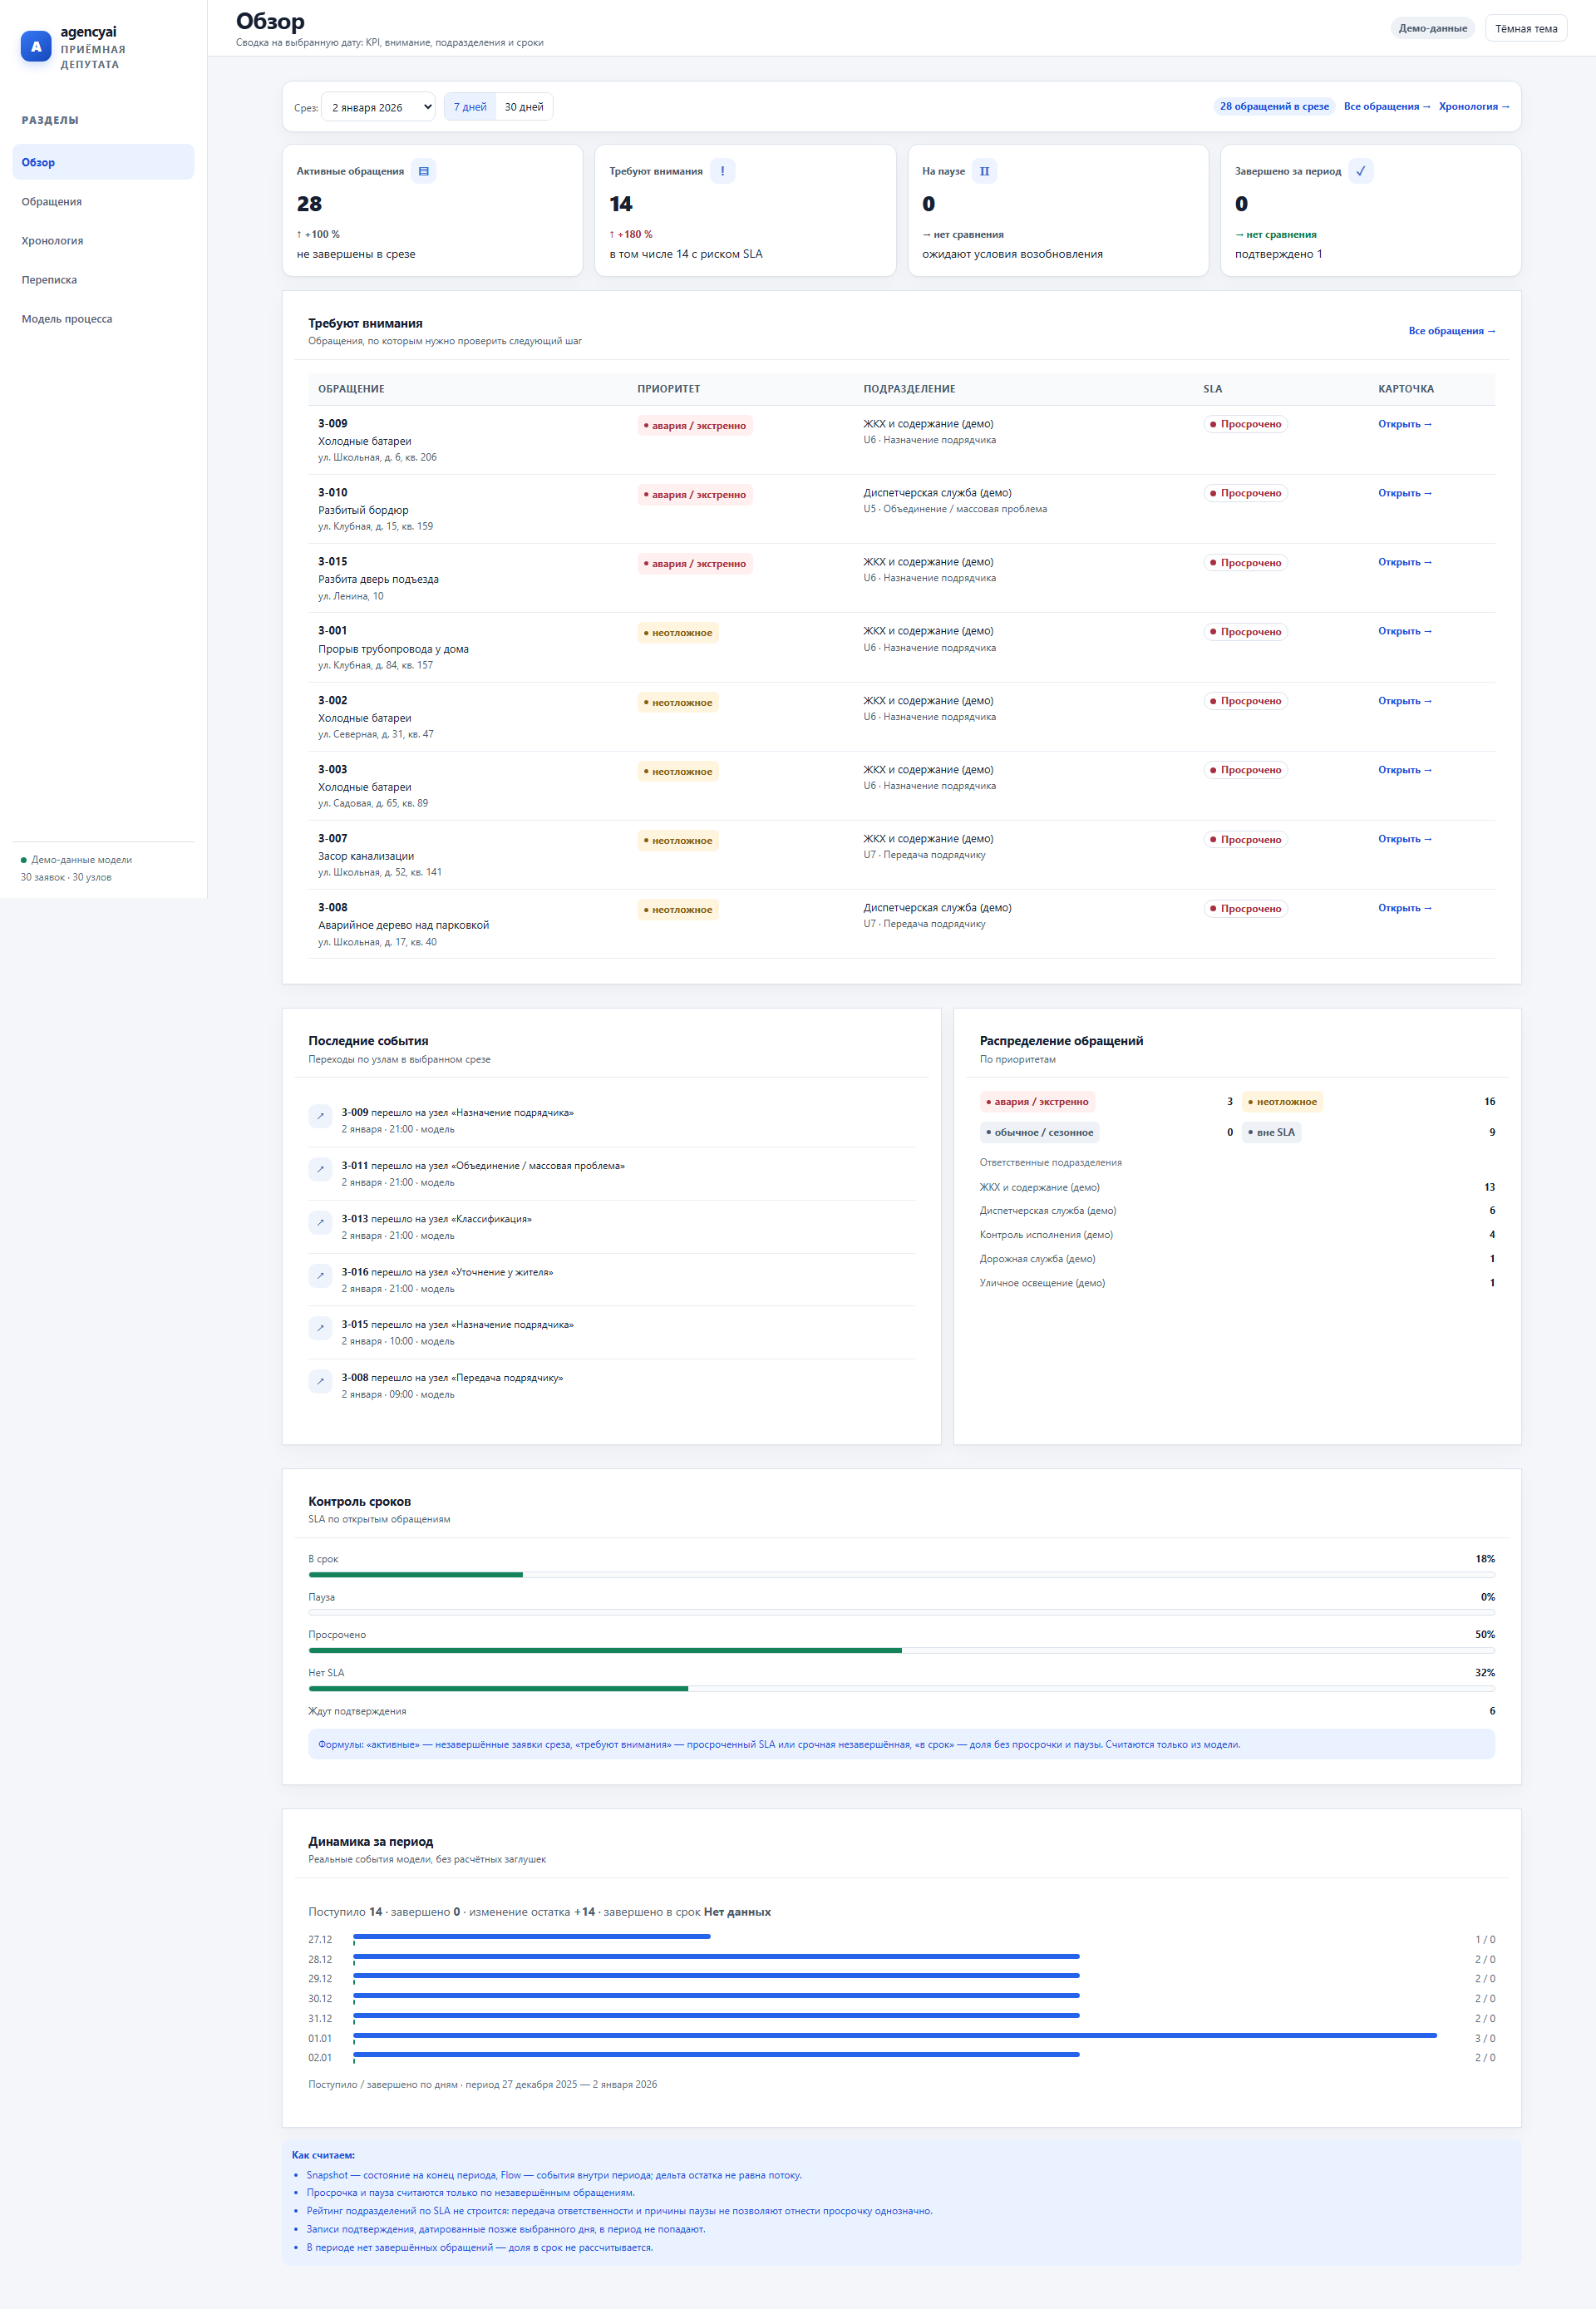 A
agencyai
ПРИЁМНАЯ
ДЕПУТАТА
РАЗДЕЛЫ
Обзор
Обращения
Хронология
Переписка
Модель процесса
Демо-данные модели
30 заявок · 30 узлов
Обзор
Сводка на выбранную дату: KPI, внимание, подразделения и сроки
Демо-данные
Тёмная тема
Срез: 2 января 2026 7 дней 30 дней
28 обращений в срезе Все обращения → Хронология →
Активные обращения
28
↑ +100 %
не завершены в срезе
Требуют внимания !
14
↑ +180 %
в том числе 14 с риском SLA
На паузе
0
→ нет сравнения
ожидают условия возобновления
Завершено за период ✓
0
→ нет сравнения
подтверждено 1
Требуют внимания
Обращения, по которым нужно проверить следующий шаг
Все обращения →
ОБРАЩЕНИЕ ПРИОРИТЕТ ПОДРАЗДЕЛЕНИЕ SLA КАРТОЧКА
З-009 • авария / экстренно ЖКХ и содержание (демо) Просрочено Открыть →
Холодные батареи U6 · Назначение подрядчика
ул. Школьная, д. 6, кв. 206
З-010 • авария / экстренно Диспетчерская служба (демо) Просрочено Открыть →
Разбитый бордюр U5 · Объединение / массовая проблема
ул. Клубная, д. 15, кв. 159
З-015 • авария / экстренно ЖКХ и содержание (демо) Просрочено Открыть →
Разбита дверь подъезда U6 · Назначение подрядчика
ул. Ленина, 10
З-001 • неотложное ЖКХ и содержание (демо) Просрочено Открыть →
Прорыв трубопровода у дома U6 · Назначение подрядчика
ул. Клубная, д. 84, кв. 157
З-002 • неотложное ЖКХ и содержание (демо) Просрочено Открыть →
Холодные батареи U6 · Назначение подрядчика
ул. Северная, д. 31, кв. 47
З-003 • неотложное ЖКХ и содержание (демо) Просрочено Открыть →
Холодные батареи U6 · Назначение подрядчика
ул. Садовая, д. 65, кв. 89
З-007 • неотложное ЖКХ и содержание (демо) Просрочено Открыть →
Засор канализации U7 · Передача подрядчику
ул. Школьная, д. 52, кв. 141
З-008 • неотложное Диспетчерская служба (демо) Просрочено Открыть →
Аварийное дерево над парковкой U7 · Передача подрядчику
ул. Школьная, д. 17, кв. 40
Последние события
Переходы по узлам в выбранном срезе
З-009 перешло на узел «Назначение подрядчика»
2 января · 21:00 · модель
З-011 перешло на узел «Объединение / массовая проблема»
2 января · 21:00 · модель
З-013 перешло на узел «Классификация»
2 января · 21:00 · модель
З-016 перешло на узел «Уточнение у жителя»
2 января · 21:00 · модель
З-015 перешло на узел «Назначение подрядчика»
2 января · 10:00 · модель
З-008 перешло на узел «Передача подрядчику»
2 января · 09:00 · модель
Распределение обращений
По приоритетам
• авария / экстренно 3 • неотложное 16
• обычное / сезонное 0 • вне SLA 9
Ответственные подразделения
ЖКХ и содержание (демо) 13
Диспетчерская служба (демо) 6
Контроль исполнения (демо) 4
Дорожная служба (демо) 1
Уличное освещение (демо) 1
Контроль сроков
SLA по открытым обращениям
В срок 18%
Пауза 0%
Просрочено 50%
Нет SLA 32%
Ждут подтверждения 6
Формулы: «активные» — незавершённые заявки среза, «требуют внимания» — просроченный SLA или срочная незавершённая, «в срок» — доля без просрочки и паузы. Считаются только из модели.
Динамика за период
Реальные события модели, без расчётных заглушек
Поступило 14 · завершено 0 · изменение остатка +14 · завершено в срок Нет данных
27.12 1 / 0
28.12 2 / 0
29.12 2 / 0
30.12 2 / 0
31.12 2 / 0
01.01 3 / 0
02.01 2 / 0
Поступило / завершено по дням · период 27 декабря 2025 — 2 января 2026
Как считаем:
• Snapshot — состояние на конец периода, Flow — события внутри периода; дельта остатка не равна потоку.
• Просрочка и пауза считаются только по незавершённым обращениям.
• Рейтинг подразделений по SLA не строится: передача ответственности и причины паузы не позволяют отнести просрочку однозначно.
• Записи подтверждения, датированные позже выбранного дня, в период не попадают.
• В периоде нет завершённых обращений — доля в срок не рассчитывается.